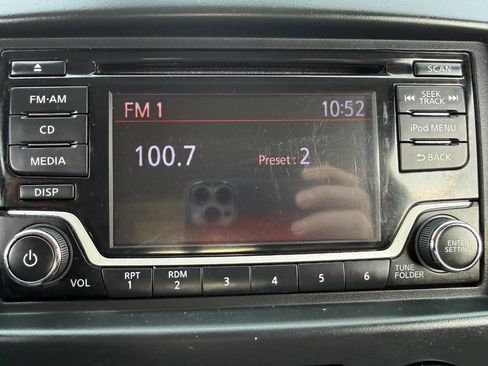 SCAN
FM·AM
FM 1 10:52
SEEK
TRACK
CD
iPod MENU
100.7 Preset : 2
MEDIA
BACK
DISP
ENTER
SETTING
VOL
RPT
1
RDM
2
3
4
5
6
TUNE
FOLDER